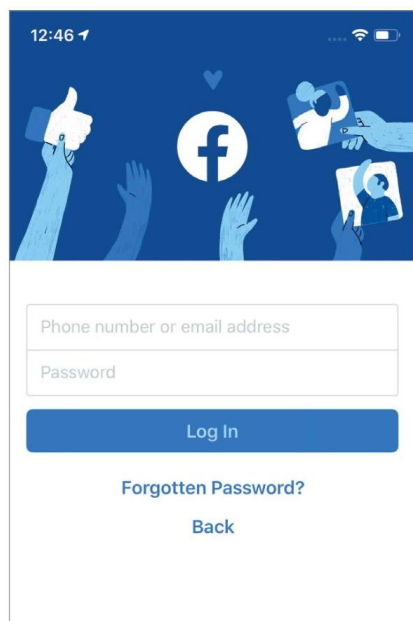 12:46
Phone number or email address
Password
Log In
Forgotten Password?
Back